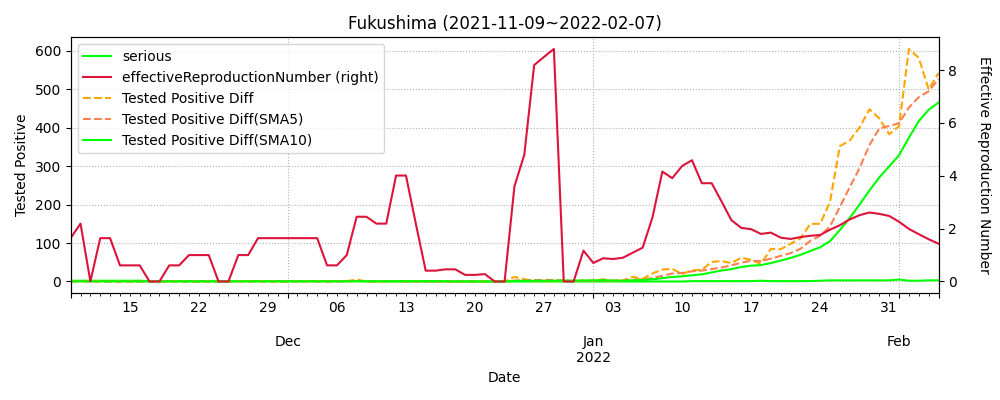 Fukushima (2021-11-09~2022-02-07)
serious
effectiveReproductionNumber (right)
Tested Positive Diff
Tested Positive Diff(SMA5)
Tested Positive Diff(SMA10)
Tested Positive
600
500
400
300
200
100
0
8
6
4
2
0
Effective Reproduction Number
15 22 29 06 13 20 27 03 10 17 24 31
Dec Jan Feb
2022
Date